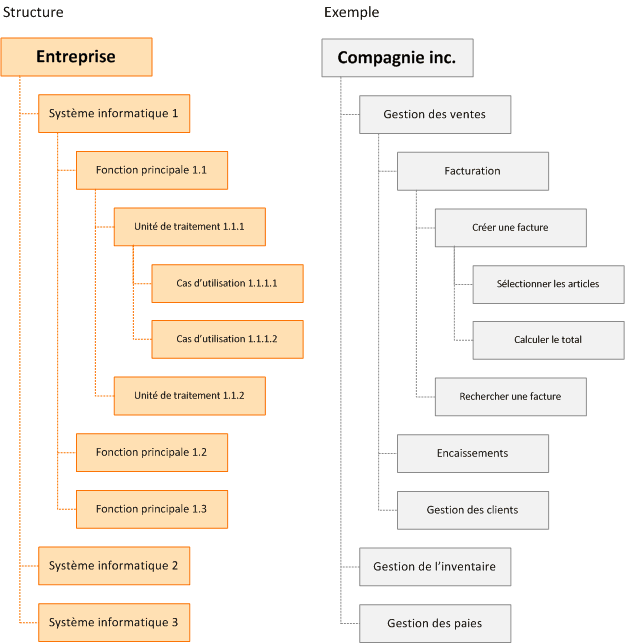 Structure
Entreprise
Système informatique 1
Fonction principale 1.1
Unité de traitement 1.1.1
Cas d'utilisation 1.1.1.1
Cas d'utilisation 1.1.1.2
Unité de traitement 1.1.2
Fonction principale 1.2
Fonction principale 1.3
Système informatique 2
Système informatique 3
Exemple
Compagnie inc.
Gestion des ventes
Facturation
Créer une facture
Sélectionner les articles
Calculer le total
Rechercher une facture
Encaissements
Gestion des clients
Gestion de l'inventaire
Gestion des paies